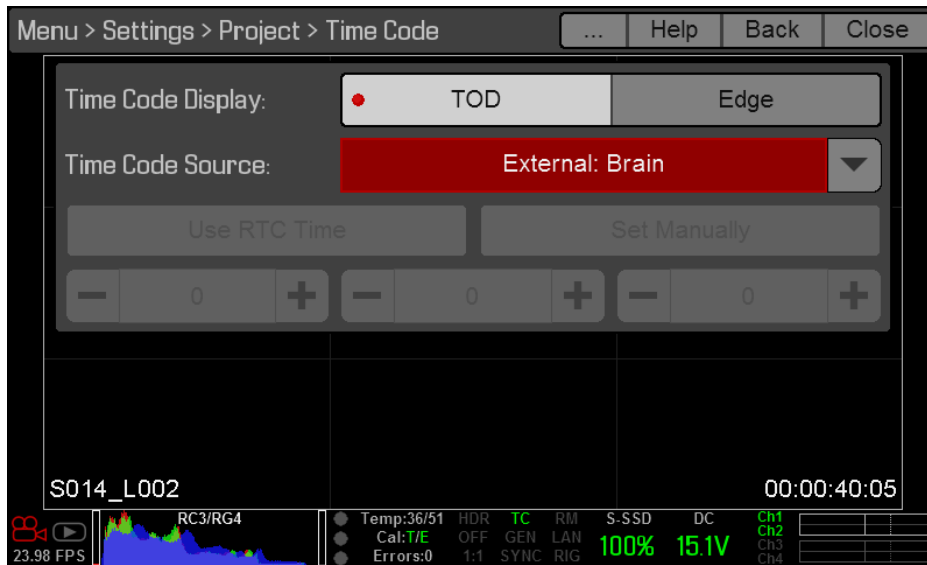 Menu > Settings > Project > Time Code ... Help Back Close
Time Code Display: TOD Edge
Time Code Source: External: Brain
Use RTC Time Set Manually
0 0 0
S014_L002 00:00:40:05
RC3/RG4 Temp:36/51 HDR TC RM S-SSD DC Ch1
Cal:T/E OFF GEN LAN 100% 15.1V Ch2
23.98 FPS Errors:0 1:1 SYNC RIG Ch3
Ch4